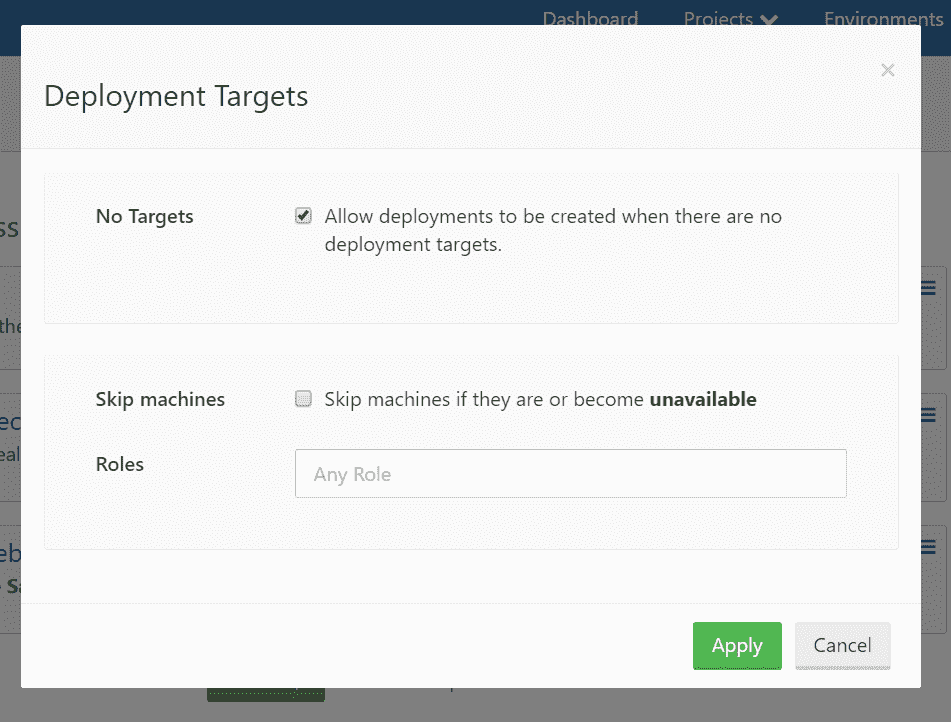 Dashboard Projects Environments
Deployment Targets
No Targets Allow deployments to be created when there are no
deployment targets.
Skip machines Skip machines if they are or become unavailable
Roles Any Role
Apply Cancel